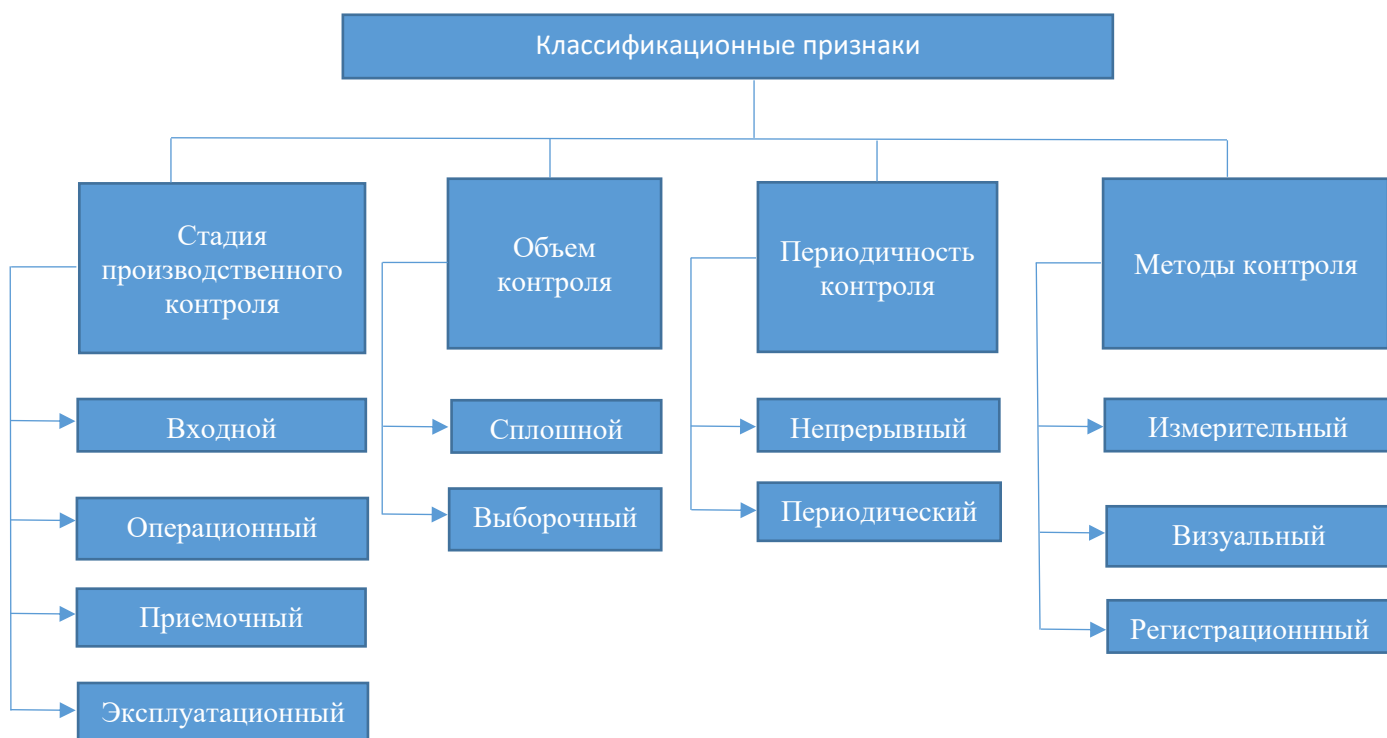 Классификационные признаки
Стадия
производственного
контроля
Объем
контроля
Периодичность
контроля
Методы контроля
Входной
Операционный
Приемочный
Эксплуатационный
Сплошной
Выборочный
Непрерывный
Периодический
Измерительный
Визуальный
Регистрационнный